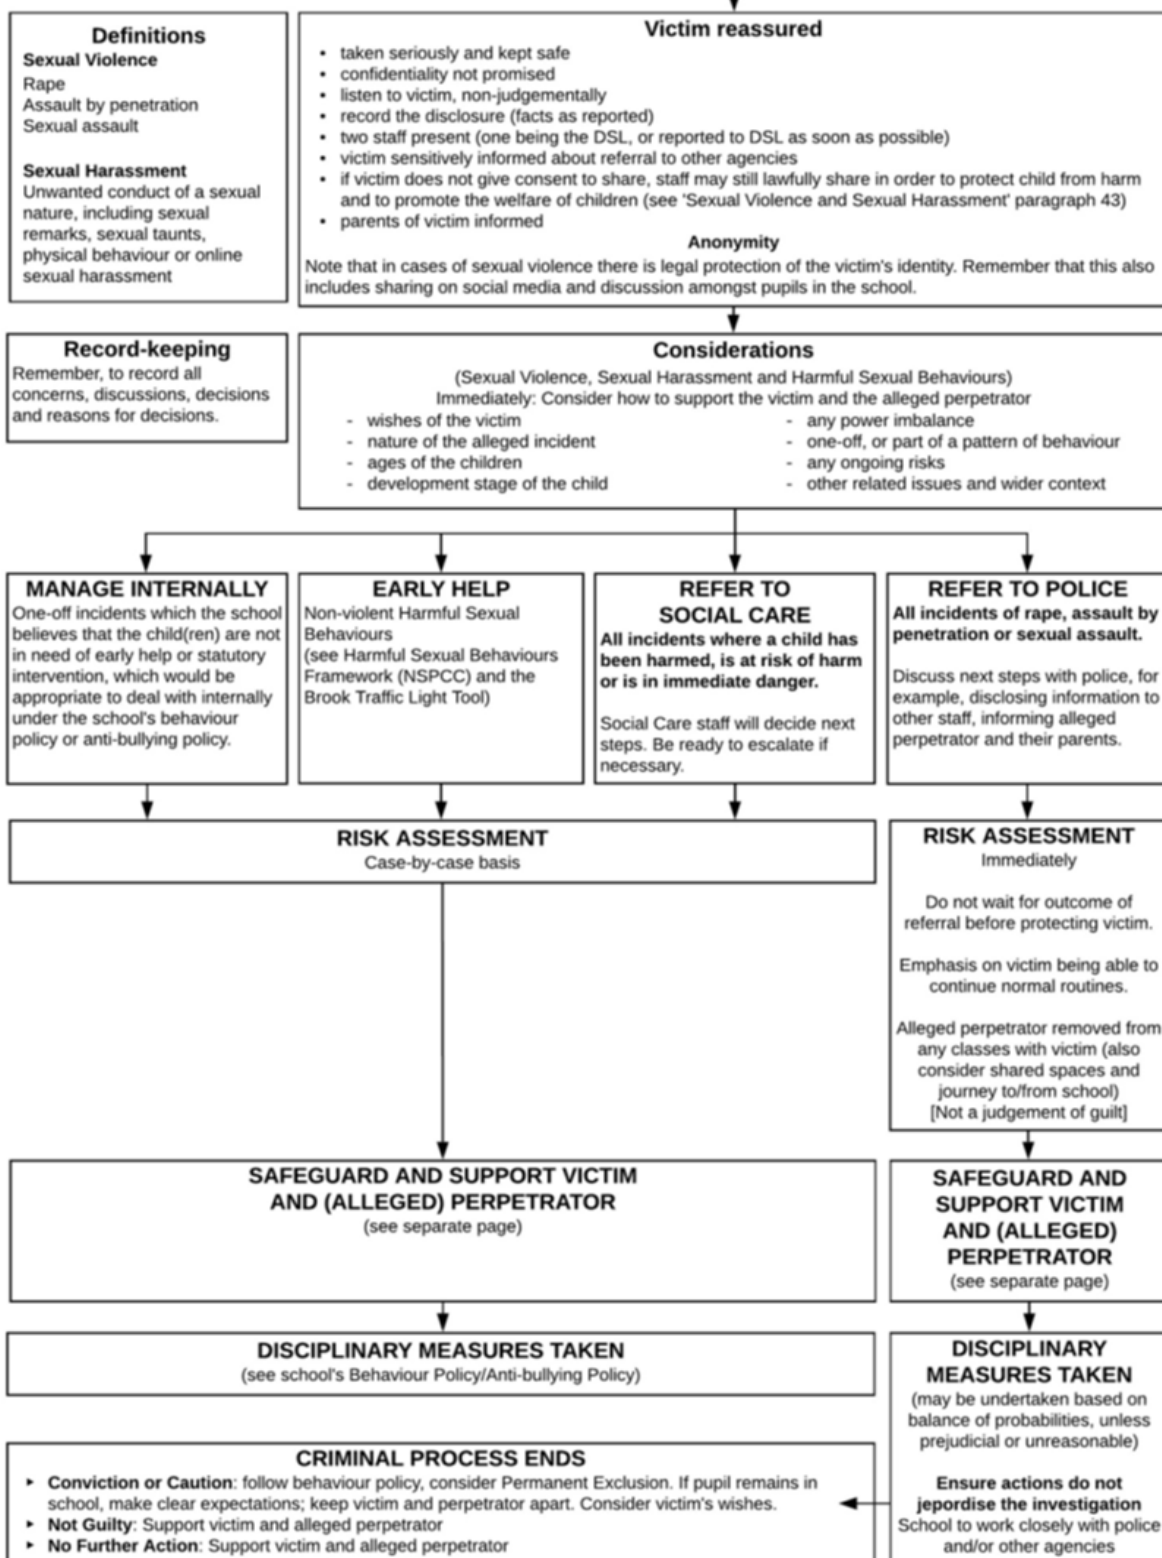 Definitions
Sexual Violence
Rape
Assault by penetration
Sexual assault
Sexual Harassment
Unwanted conduct of a sexual
nature, including sexual
remarks, sexual taunts,
physical behaviour or online
sexual harassment
Victim reassured
• taken seriously and kept safe
• confidentiality not promised
• listen to victim, non-judgementally
• record the disclosure (facts as reported)
• two staff present (one being the DSL, or reported to DSL as soon as possible)
• victim sensitively informed about referral to other agencies
• if victim does not give consent to share, staff may still lawfully share in order to protect child from harm
and to promote the welfare of children (see 'Sexual Violence and Sexual Harassment' paragraph 43)
• parents of victim informed
Anonymity
Note that in cases of sexual violence there is legal protection of the victim's identity. Remember that this also
includes sharing on social media and discussion amongst pupils in the school.
Record-keeping
Remember, to record all
concerns, discussions, decisions
and reasons for decisions.
Considerations
(Sexual Violence, Sexual Harassment and Harmful Sexual Behaviours)
Immediately: Consider how to support the victim and the alleged perpetrator
- wishes of the victim
- nature of the alleged incident
- ages of the children
- development stage of the child
- any power imbalance
- one-off, or part of a pattern of behaviour
- any ongoing risks
- other related issues and wider context
MANAGE INTERNALLY
One-off incidents which the school
believes that the child(ren) are not
in need of early help or statutory
intervention, which would be
appropriate to deal with internally
under the school's behaviour
policy or anti-bullying policy.
EARLY HELP
Non-violent Harmful Sexual
Behaviours
(see Harmful Sexual Behaviours
Framework (NSPCC) and the
Brook Traffic Light Tool)
REFER TO
SOCIAL CARE
All incidents where a child has
been harmed, is at risk of harm
or is in immediate danger.
Social Care staff will decide next
steps. Be ready to escalate if
necessary.
REFER TO POLICE
All incidents of rape, assault by
penetration or sexual assault.
Discuss next steps with police, for
example, disclosing information to
other staff, informing alleged
perpetrator and their parents.
RISK ASSESSMENT
Case-by-case basis
RISK ASSESSMENT
Immediately
Do not wait for outcome of
referral before protecting victim.
Emphasis on victim being able to
continue normal routines.
Alleged perpetrator removed from
any classes with victim (also
consider shared spaces and
journey to/from school)
[Not a judgement of guilt]
SAFEGUARD AND SUPPORT VICTIM
AND (ALLEGED) PERPETRATOR
(see separate page)
SAFEGUARD AND
SUPPORT VICTIM
AND (ALLEGED)
PERPETRATOR
(see separate page)
DISCIPLINARY MEASURES TAKEN
(see school's Behaviour Policy/Anti-bullying Policy)
DISCIPLINARY
MEASURES TAKEN
(may be undertaken based on
balance of probabilities, unless
prejudicial or unreasonable)
Ensure actions do not
jepordise the investigation
School to work closely with police
and/or other agencies
CRIMINAL PROCESS ENDS
▸ Conviction or Caution: follow behaviour policy, consider Permanent Exclusion. If pupil remains in
school, make clear expectations; keep victim and perpetrator apart. Consider victim's wishes.
▸ Not Guilty: Support victim and alleged perpetrator
▸ No Further Action: Support victim and alleged perpetrator